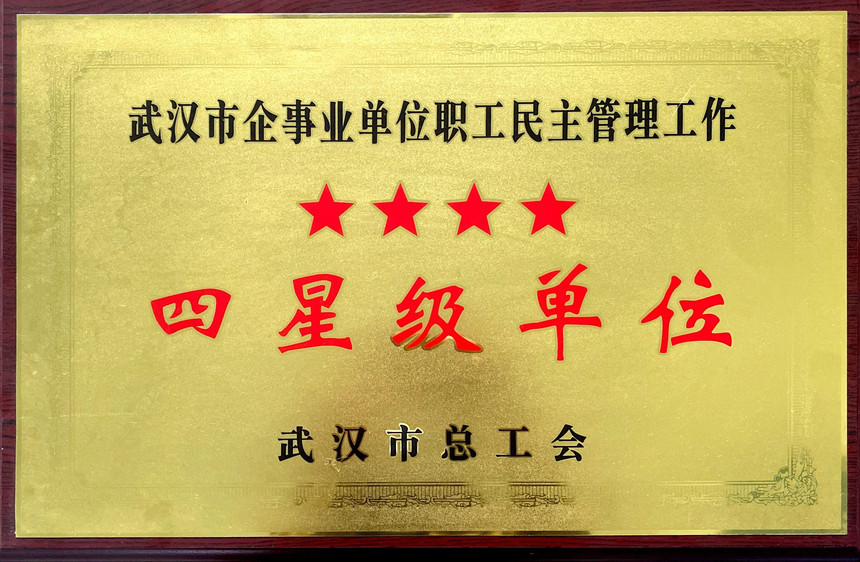 武汉市企事业单位职工民主管理工作
★★★★
四星级单位
武汉市总工会